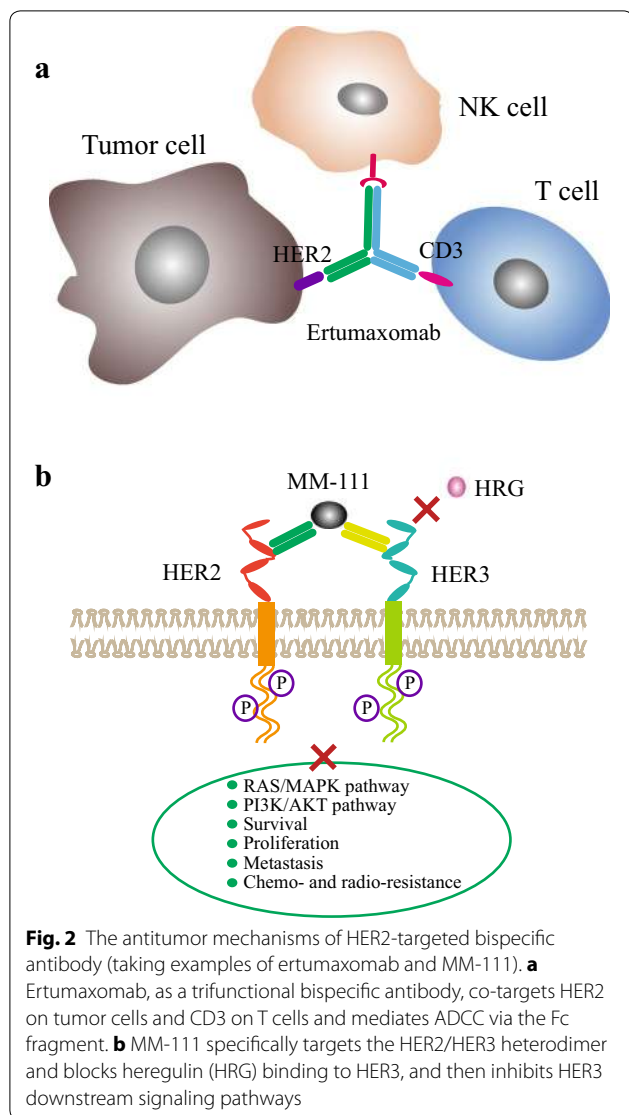 a
NK cell
Tumor cell
T cell
HER2
CD3
Ertumaxomab
b
MM-111
HRG
HER2
HER3
P
P
P
P
RAS/MAPK pathway
PI3K/AKT pathway
Survival
Proliferation
Metastasis
Chemo- and radio-resistance
Fig. 2 The antitumor mechanisms of HER2-targeted bispecific
antibody (taking examples of ertumaxomab and MM-111). a
Ertumaxomab, as a trifunctional bispecific antibody, co-targets HER2
on tumor cells and CD3 on T cells and mediates ADCC via the Fc
fragment. b MM-111 specifically targets the HER2/HER3 heterodimer
and blocks heregulin (HRG) binding to HER3, and then inhibits HER3
downstream signaling pathways